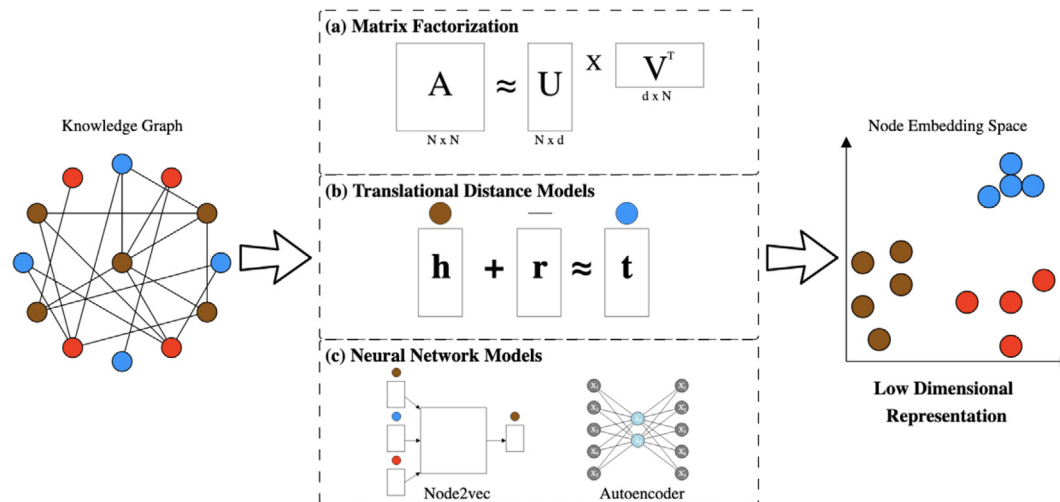 Knowledge Graph
(a) Matrix Factorization
A ≈ U X V^T
N x N
N x d
d x N
(b) Translational Distance Models
h + r ≈ t
(c) Neural Network Models
Node2vec
Autoencoder
Node Embedding Space
Low Dimensional
Representation